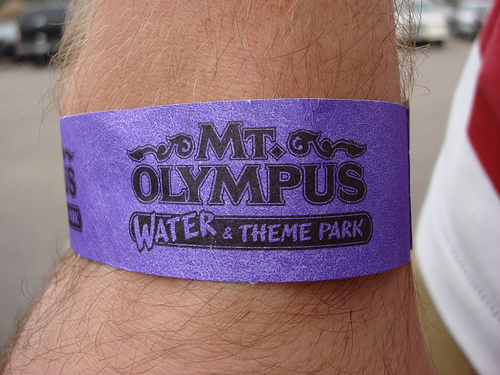 MT.
OLYMPUS
WATER & THEME PARK